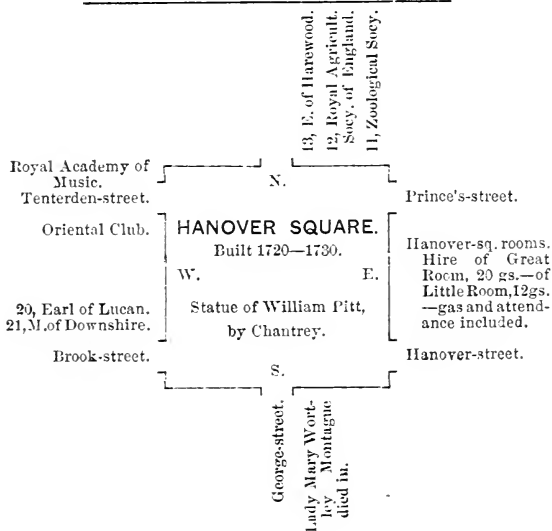 13, E. of Harewood.
12, Royal Agricult.
Socy. of England.
11, Zoological Socy.
Royal Academy of
Music.
Tenterden-street.
N.
Prince's-street.
Oriental Club.
HANOVER SQUARE.
Built 1720—1730.
W.
E.
Statue of William Pitt,
by Chantrey.
Hanover-sq. rooms.
Hire of Great
Room, 20 gs.—of
Little Room, 12gs.
—gas and attend-
ance included.
20, Earl of Lucan.
21, M. of Downshire.
Brook-street.
Hanover-street.
S.
George-street.
Lady Mary Wort-
ley Montague
died in.